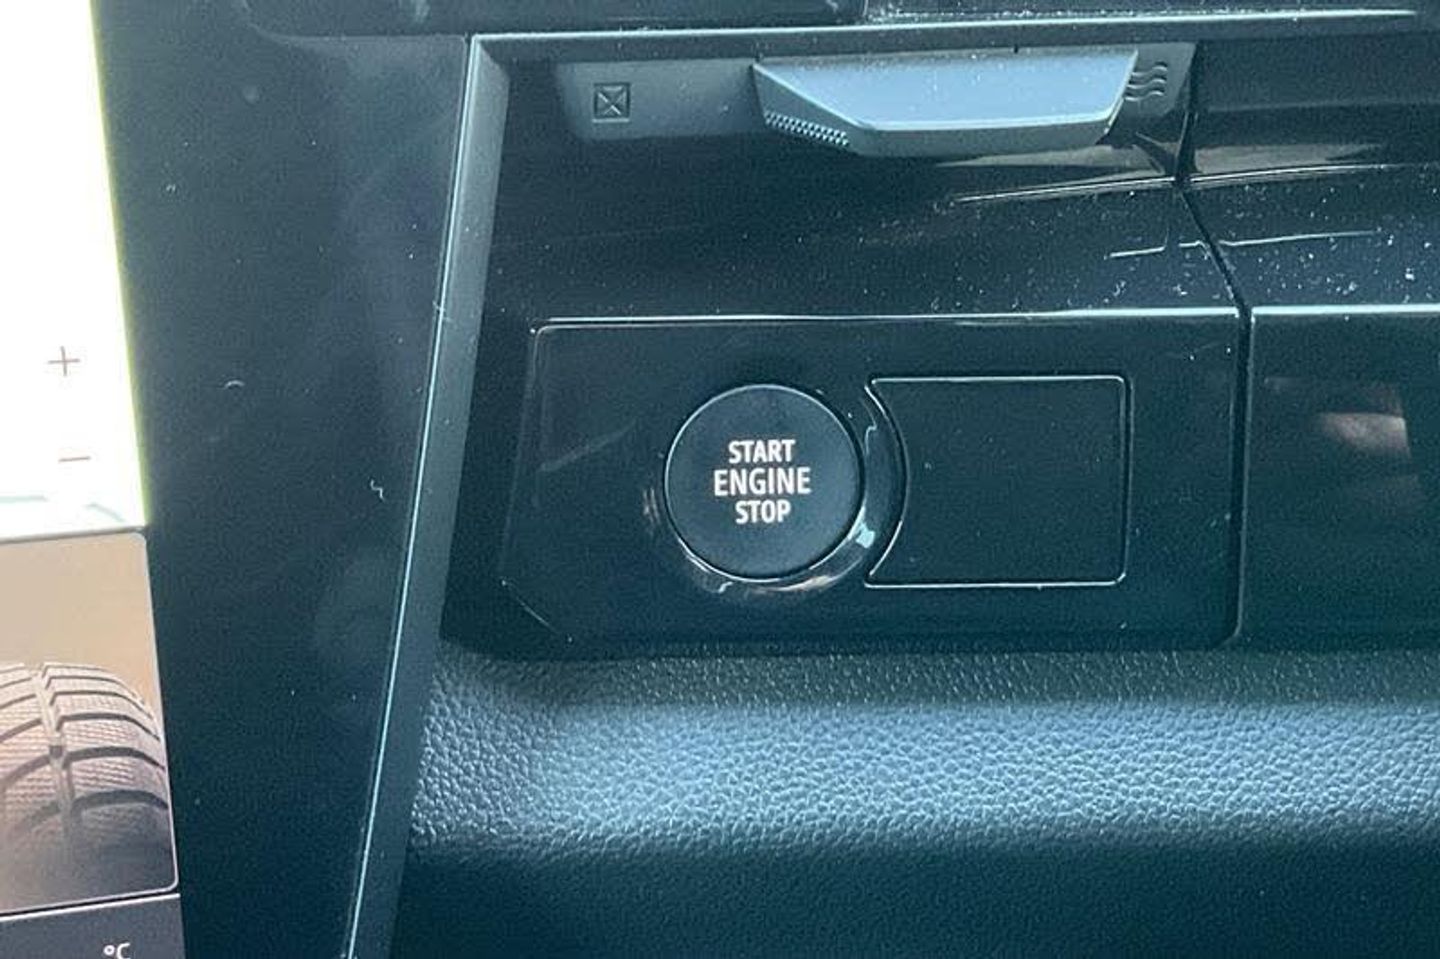 +
−
START
ENGINE
STOP
°C